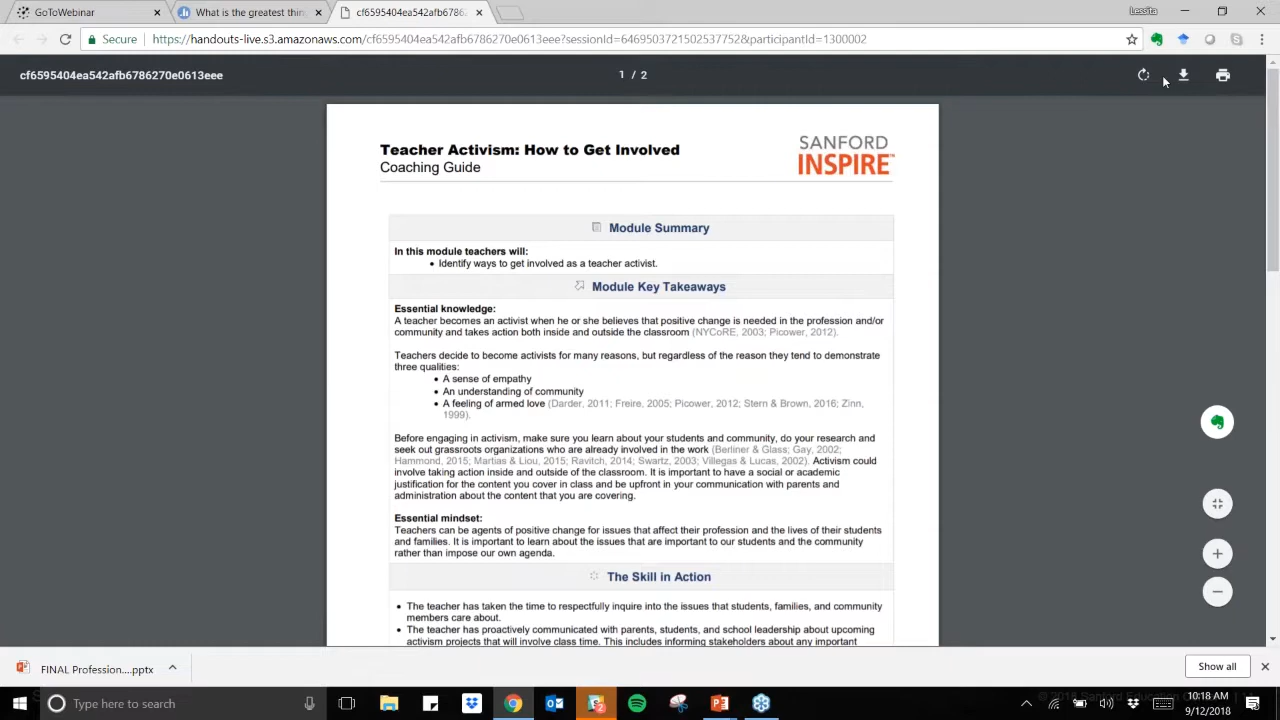 GoToWebinar
What is the greatest thin
cf6595404ea542afb6786270
Jessita
Secure
https://handouts-live.s3.amazonaws.com/cf6595404ea542afb6786270e0613eee?sessionId=6469503721502537752&participantId=1300002
cf6595404ea542afb6786270e0613eee
1 / 2
Teacher Activism: How to Get Involved
Coaching Guide
SANFORD
INSPIRE™
Module Summary
In this module teachers will:
• Identify ways to get involved as a teacher activist.
Module Key Takeaways
Essential knowledge:
A teacher becomes an activist when he or she believes that positive change is needed in the profession and/or
community and takes action both inside and outside the classroom (NYCoRE, 2003; Picower, 2012).
Teachers decide to become activists for many reasons, but regardless of the reason they tend to demonstrate
three qualities:
• A sense of empathy
• An understanding of community
• A feeling of armed love (Darder, 2011; Freire, 2005; Picower, 2012; Stern & Brown, 2016; Zinn,
1999).
Before engaging in activism, make sure you learn about your students and community, do your research and
seek out grassroots organizations who are already involved in the work (Berliner & Glass; Gay, 2002;
Hammond, 2015; Martias & Liou, 2015; Ravitch, 2014; Swartz, 2003; Villegas & Lucas, 2002). Activism could
involve taking action inside and outside of the classroom. It is important to have a social or academic
justification for the content you cover in class and be upfront in your communication with parents and
administration about the content that you are covering.
Essential mindset:
Teachers can be agents of positive change for issues that affect their profession and the lives of their students
and families. It is important to learn about the issues that are important to our students and the community
rather than impose our own agenda.
The Skill in Action
• The teacher has taken the time to respectfully inquire into the issues that students, families, and community
members care about.
• The teacher has proactively communicated with parents, students, and school leadership about upcoming
activism projects that will involve class time. This includes informing stakeholders about any important
FINAL Profession....pptx
Show all
Type here to search
© 2018 Sanford Education
10:18 AM
9/12/2018